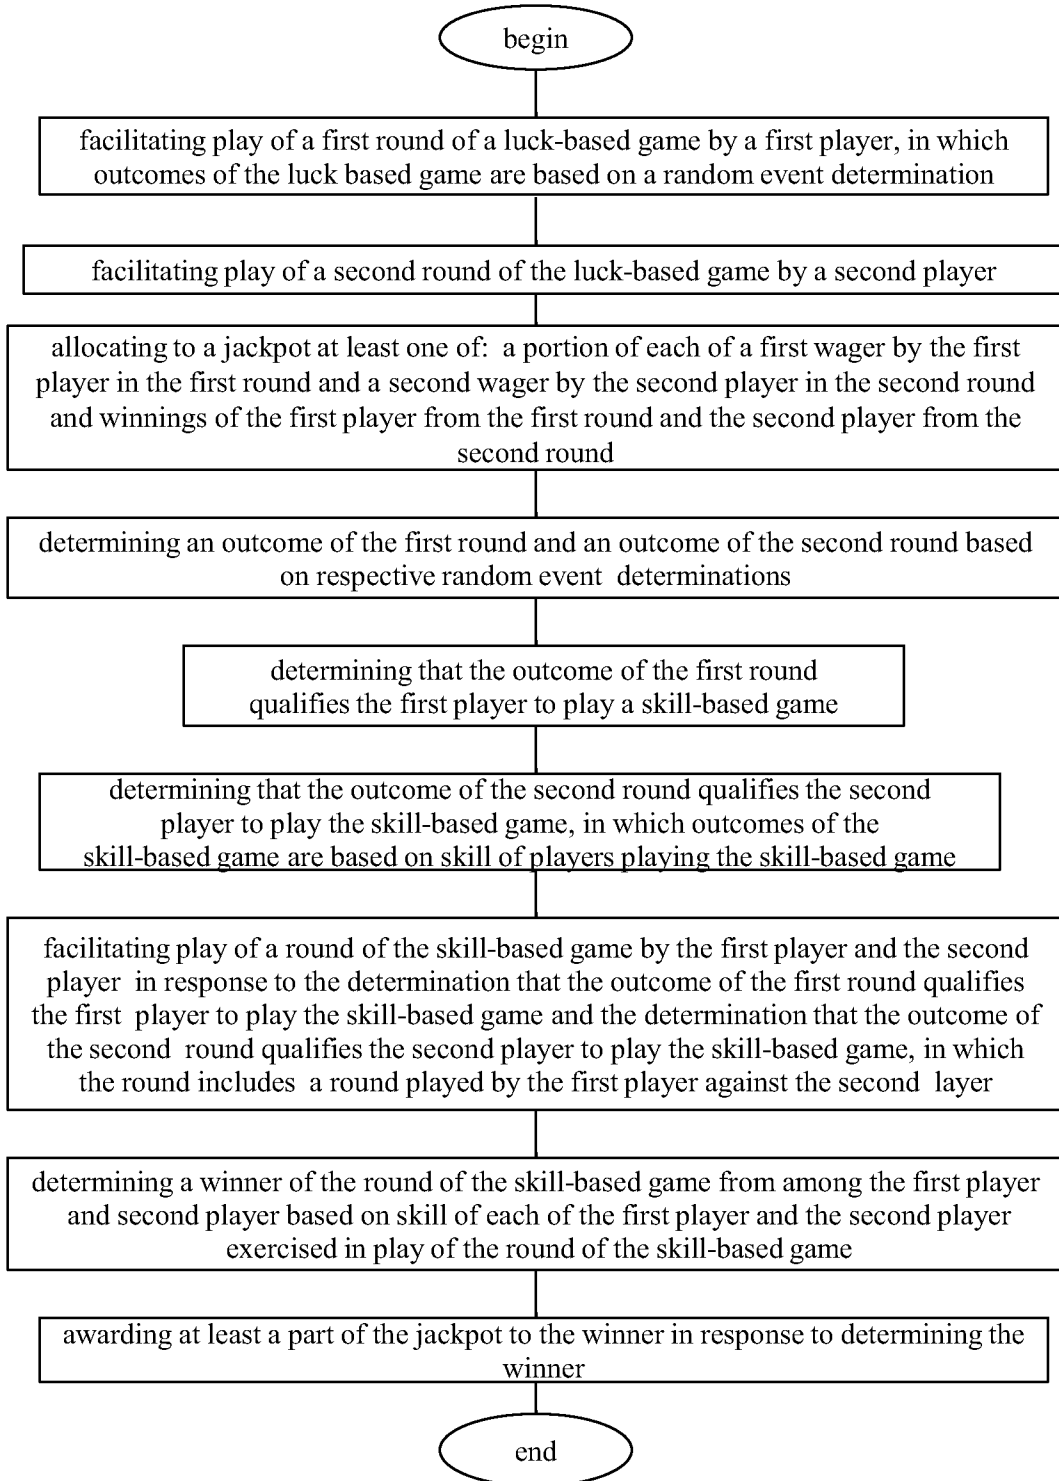 begin
facilitating play of a first round of a luck-based game by a first player, in which
outcomes of the luck based game are based on a random event determination
facilitating play of a second round of the luck-based game by a second player
allocating to a jackpot at least one of:  a portion of each of a first wager by the first
player in the first round and a second wager by the second player in the second round
and winnings of the first player from the first round and the second player from the
second round
determining an outcome of the first round and an outcome of the second round based
on respective random event  determinations
determining that the outcome of the first round
qualifies the first player to play a skill-based game
determining that the outcome of the second round qualifies the second
player to play the skill-based game, in which outcomes of the
skill-based game are based on skill of players playing the skill-based game
facilitating play of a round of the skill-based game by the first player and the second
player  in response to the determination that the outcome of the first round qualifies
the first  player to play the skill-based game and the determination that the outcome of
the second  round qualifies the second player to play the skill-based game, in which
the round includes  a round played by the first player against the second  layer
determining a winner of the round of the skill-based game from among the first player
and second player based on skill of each of the first player and the second player
exercised in play of the round of the skill-based game
awarding at least a part of the jackpot to the winner in response to determining the
winner
end